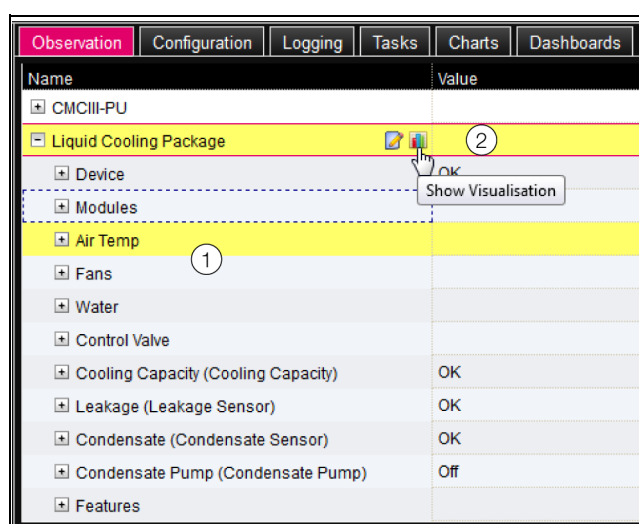 Observation Configuration Logging Tasks Charts Dashboards
Name Value
CMCIII-PU
Liquid Cooling Package 2
Device OK
Show Visualisation
Modules
Air Temp
1
Fans
Water
Control Valve
Cooling Capacity (Cooling Capacity) OK
Leakage (Leakage Sensor) OK
Condensate (Condensate Sensor) OK
Condensate Pump (Condensate Pump) Off
Features